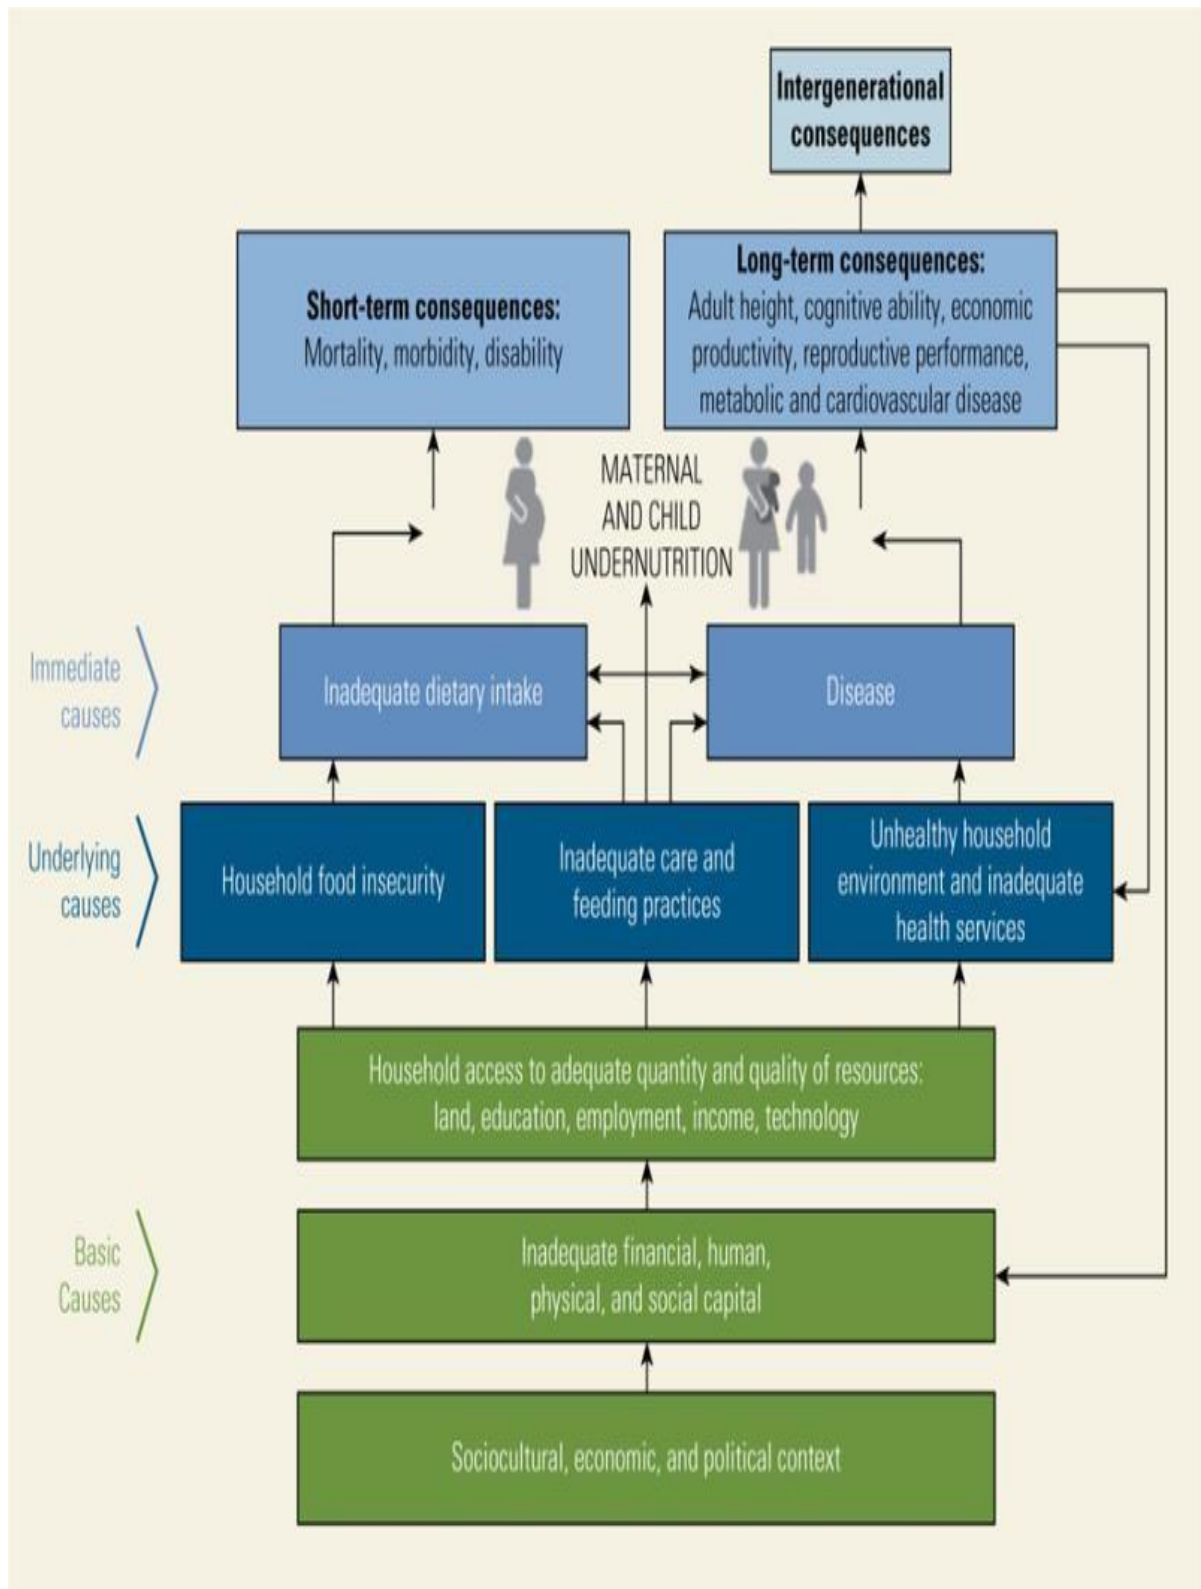 Intergenerational
consequences
Short-term consequences:
Mortality, morbidity, disability
Long-term consequences:
Adult height, cognitive ability, economic
productivity, reproductive performance,
metabolic and cardiovascular disease
MATERNAL
AND CHILD
UNDERNUTRITION
Immediate
causes
Inadequate dietary intake
Disease
Underlying
causes
Household food insecurity
Inadequate care and
feeding practices
Unhealthy household
environment and inadequate
health services
Household access to adequate quantity and quality of resources:
land, education, employment, income, technology
Basic
Causes
Inadequate financial, human,
physical, and social capital
Sociocultural, economic, and political context